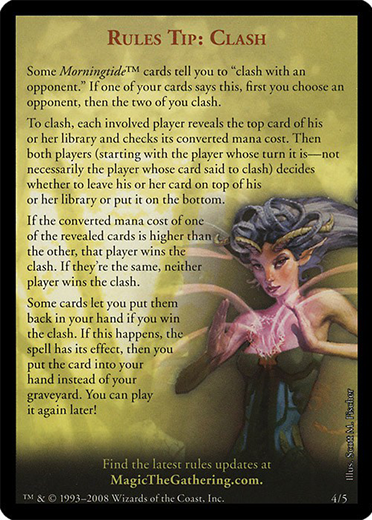 Rules Tip: Clash
Some Morningtide™ cards tell you to “clash with an
opponent.” If one of your cards says this, first you choose an
opponent, then the two of you clash.
To clash, each involved player reveals the top card of his
or her library and checks its converted mana cost. Then
both players (starting with the player whose turn it is—not
necessarily the player whose card said to clash) decides
whether to leave his or her card on top of his
or her library or put it on the bottom.
If the converted mana cost of one
of the revealed cards is higher than
the other, that player wins the
clash. If they’re the same, neither
player wins the clash.
Some cards let you put them
back in your hand if you win
the clash. If this happens, the
spell has its effect, then you
put the card into your
hand instead of your
graveyard. You can play
it again later!
Illus. Scott M. Fischer
Find the latest rules updates at
MagicTheGathering.com.
™ & © 1993–2008 Wizards of the Coast, Inc.
4/5